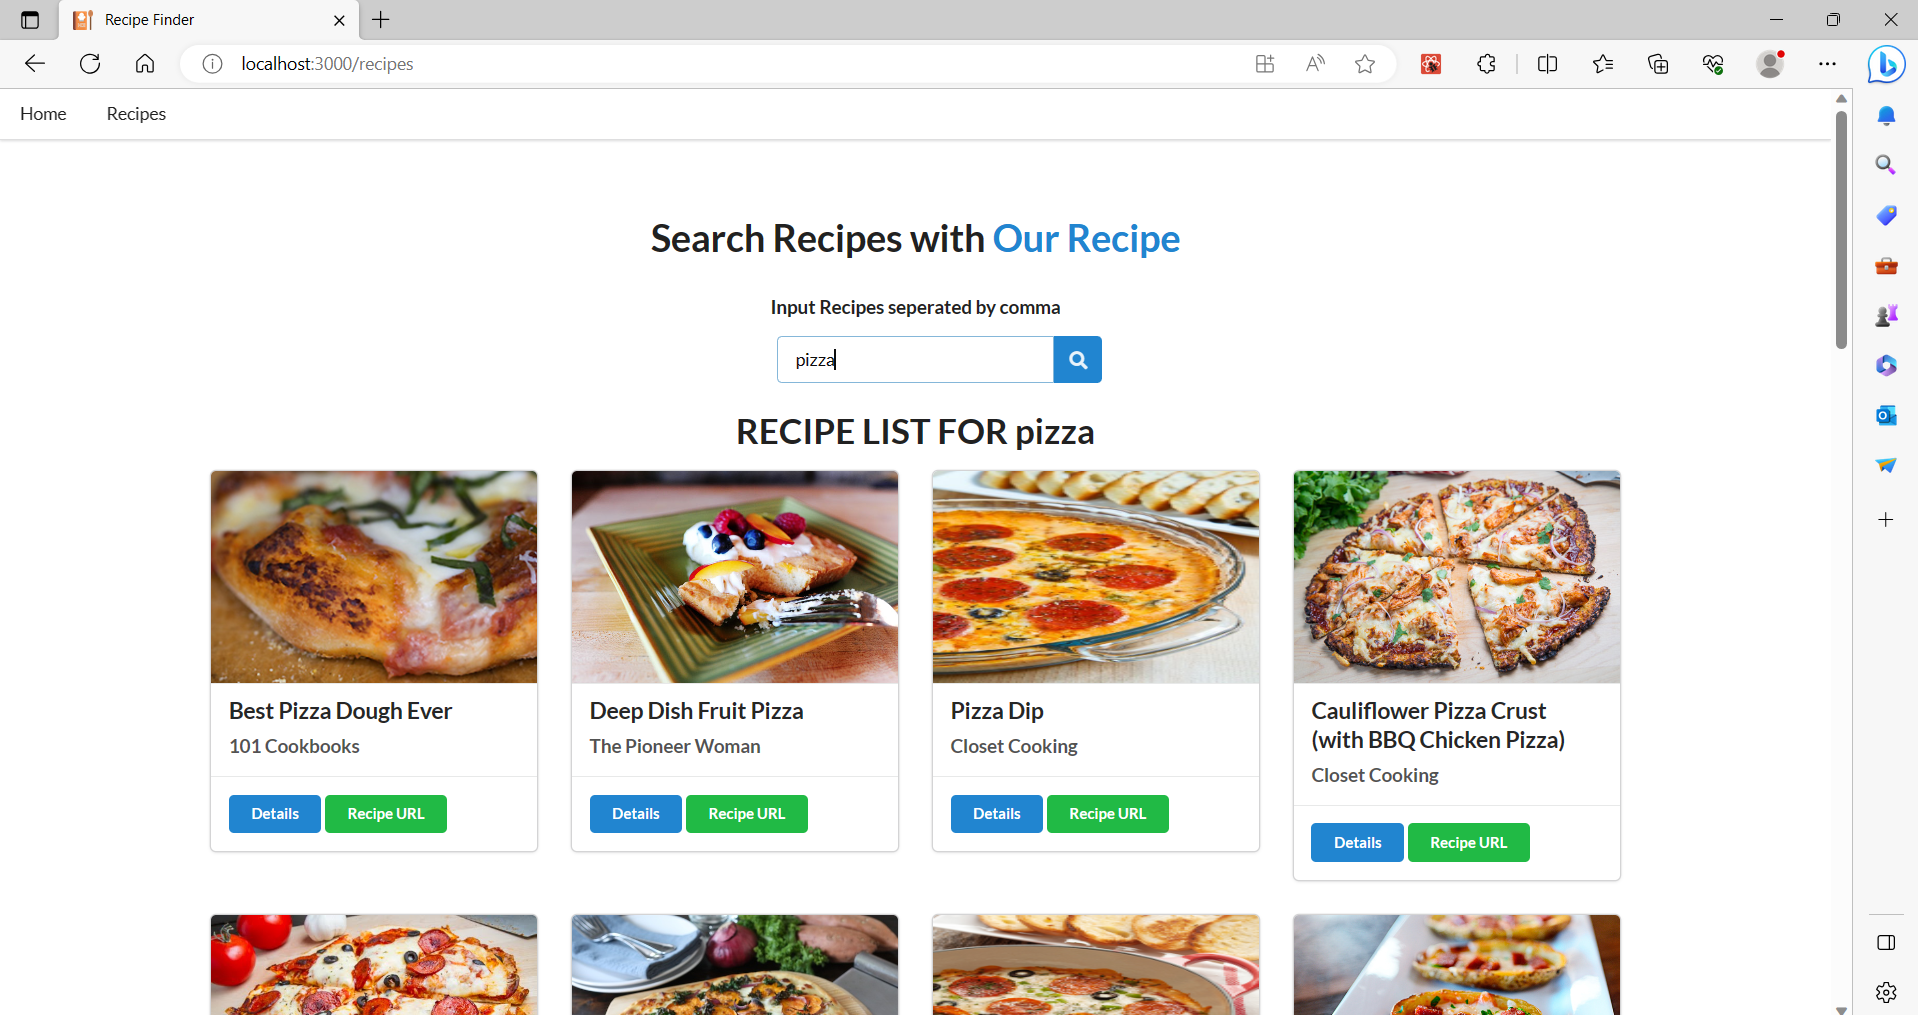 Recipe Finder
localhost:3000/recipes
Home Recipes
Search Recipes with Our Recipe
Input Recipes seperated by comma
pizza
RECIPE LIST FOR pizza
Best Pizza Dough Ever
101 Cookbooks
Details Recipe URL
Deep Dish Fruit Pizza
The Pioneer Woman
Details Recipe URL
Pizza Dip
Closet Cooking
Details Recipe URL
Cauliflower Pizza Crust
(with BBQ Chicken Pizza)
Closet Cooking
Details Recipe URL